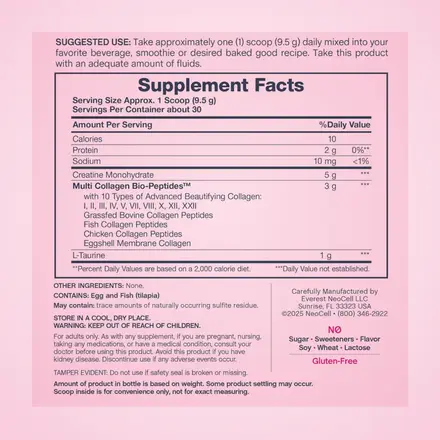 SUGGESTED USE: Take approximately one (1) scoop (9.5 g) daily mixed into your
favorite beverage, smoothie or desired baked good recipe. Take this product
with an adequate amount of fluids.
Supplement Facts
Serving Size Approx. 1 Scoop (9.5 g)
Servings Per Container about 30
Amount Per Serving %Daily Value
Calories 10
Protein 2 g 0%**
Sodium 10 mg <1%
Creatine Monohydrate 5 g ***
Multi Collagen Bio-Peptides™ 3 g ***
with 10 Types of Advanced Beautifying Collagen:
I, II, III, IV, V, VII, VIII, X, XII, XXII
Grassfed Bovine Collagen Peptides
Fish Collagen Peptides
Chicken Collagen Peptides
Eggshell Membrane Collagen
L-Taurine 1 g ***
**Percent Daily Values are based on a 2,000 calorie diet. ***Daily Value not established.
OTHER INGREDIENTS: None.
CONTAINS: Egg and Fish (tilapia)
May contain: trace amounts of naturally occurring sulfite residue.
STORE IN A COOL, DRY PLACE.
WARNING: KEEP OUT OF REACH OF CHILDREN.
For adults only. As with any supplement, if you are pregnant, nursing,
taking any medications, or have a medical condition, consult your
doctor before using this product. Avoid this product if you have
kidney disease. Discontinue use if any adverse events occur.
TAMPER EVIDENT: Do not use if safety seal is broken or missing.
Amount of product in bottle is based on weight. Some product settling may occur.
Scoop inside is for convenience only, not for exact measuring.
Carefully Manufactured by
Everest NeoCell LLC
Sunrise, FL 33323 USA
©2025 NeoCell • (800) 346-2922
NØ
Sugar • Sweeteners • Flavor
Soy • Wheat • Lactose
Gluten-Free